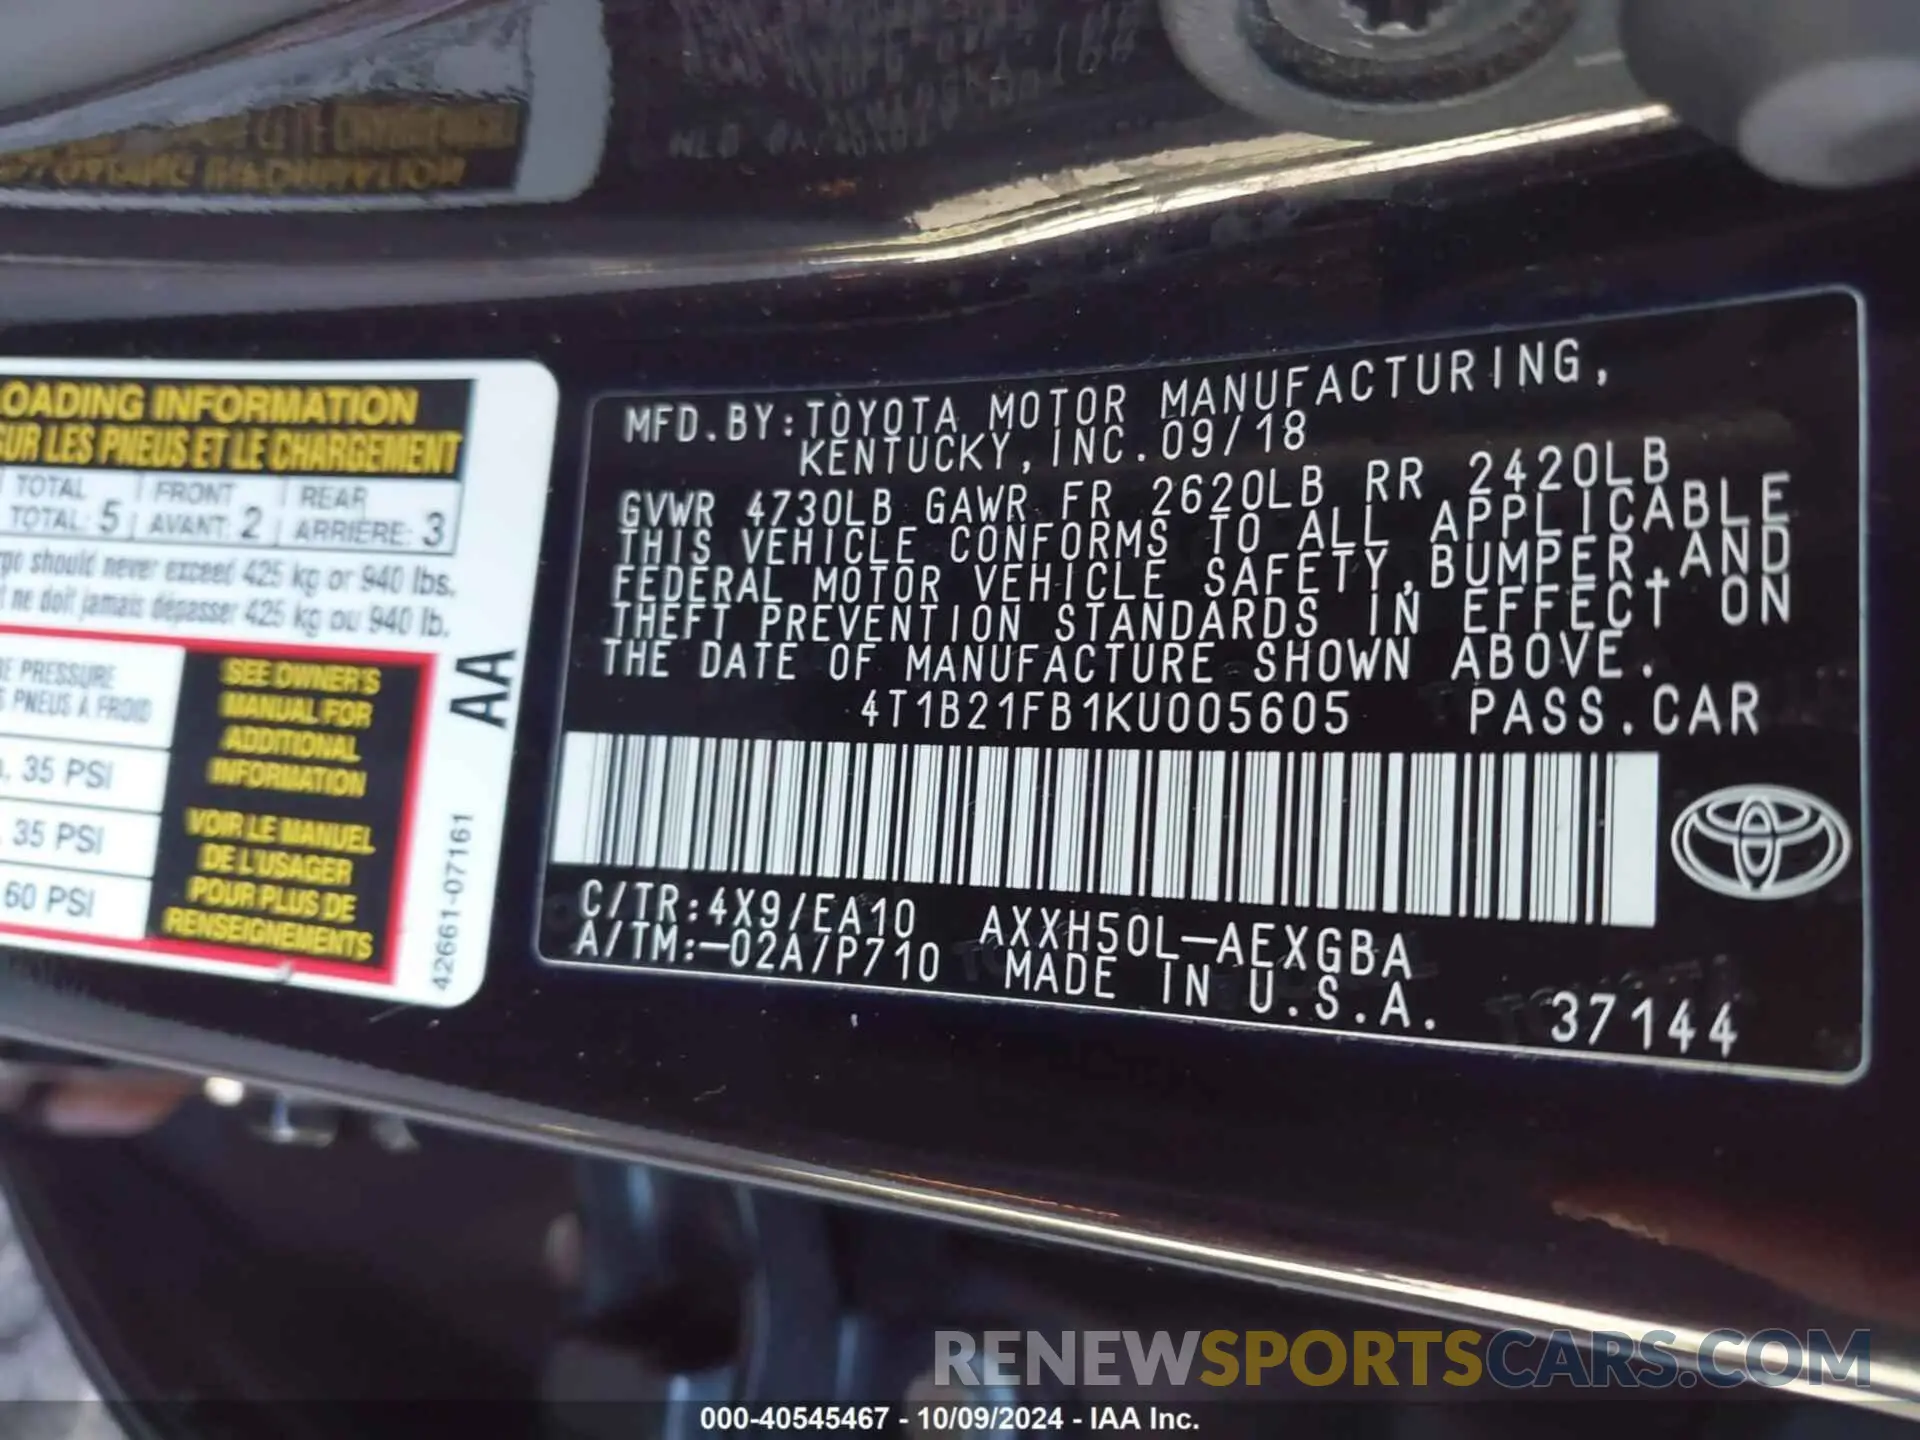 OADING INFORMATION
SUR LES PNEUS ET LE CHARGEMENT
TOTAL FRONT REAR
TOTAL: 5 AVANT: 2 ARRIÈRE: 3
should never exceed 425 kg or 940 lbs.
ne doit jamais dépasser 425 kg ou 940 lb.
PRESSURE
PNEUS À FROID
35 PSI
35 PSI
60 PSI
SEE OWNER'S
MANUAL FOR
ADDITIONAL
INFORMATION
VOIR LE MANUEL
DE L'USAGER
POUR PLUS DE
RENSEIGNEMENTS
AA
42661-07161
MFD.BY:TOYOTA MOTOR MANUFACTURING,
KENTUCKY,INC.09/18
GVWR 4730LB GAWR FR 2620LB RR 2420LB
THIS VEHICLE CONFORMS TO ALL APPLICABLE
FEDERAL MOTOR VEHICLE SAFETY,BUMPER,AND
THEFT PREVENTION STANDARDS IN EFFECT ON
THE DATE OF MANUFACTURE SHOWN ABOVE.
4T1B21FB1KU005605 PASS.CAR
C/TR:4X9/EA10 AXXH50L-AEXGBA
A/TM:-02A/P710 MADE IN U.S.A. 37144
RENEWSPORTSCARS.COM
000-40545467 - 10/09/2024 - IAA Inc.